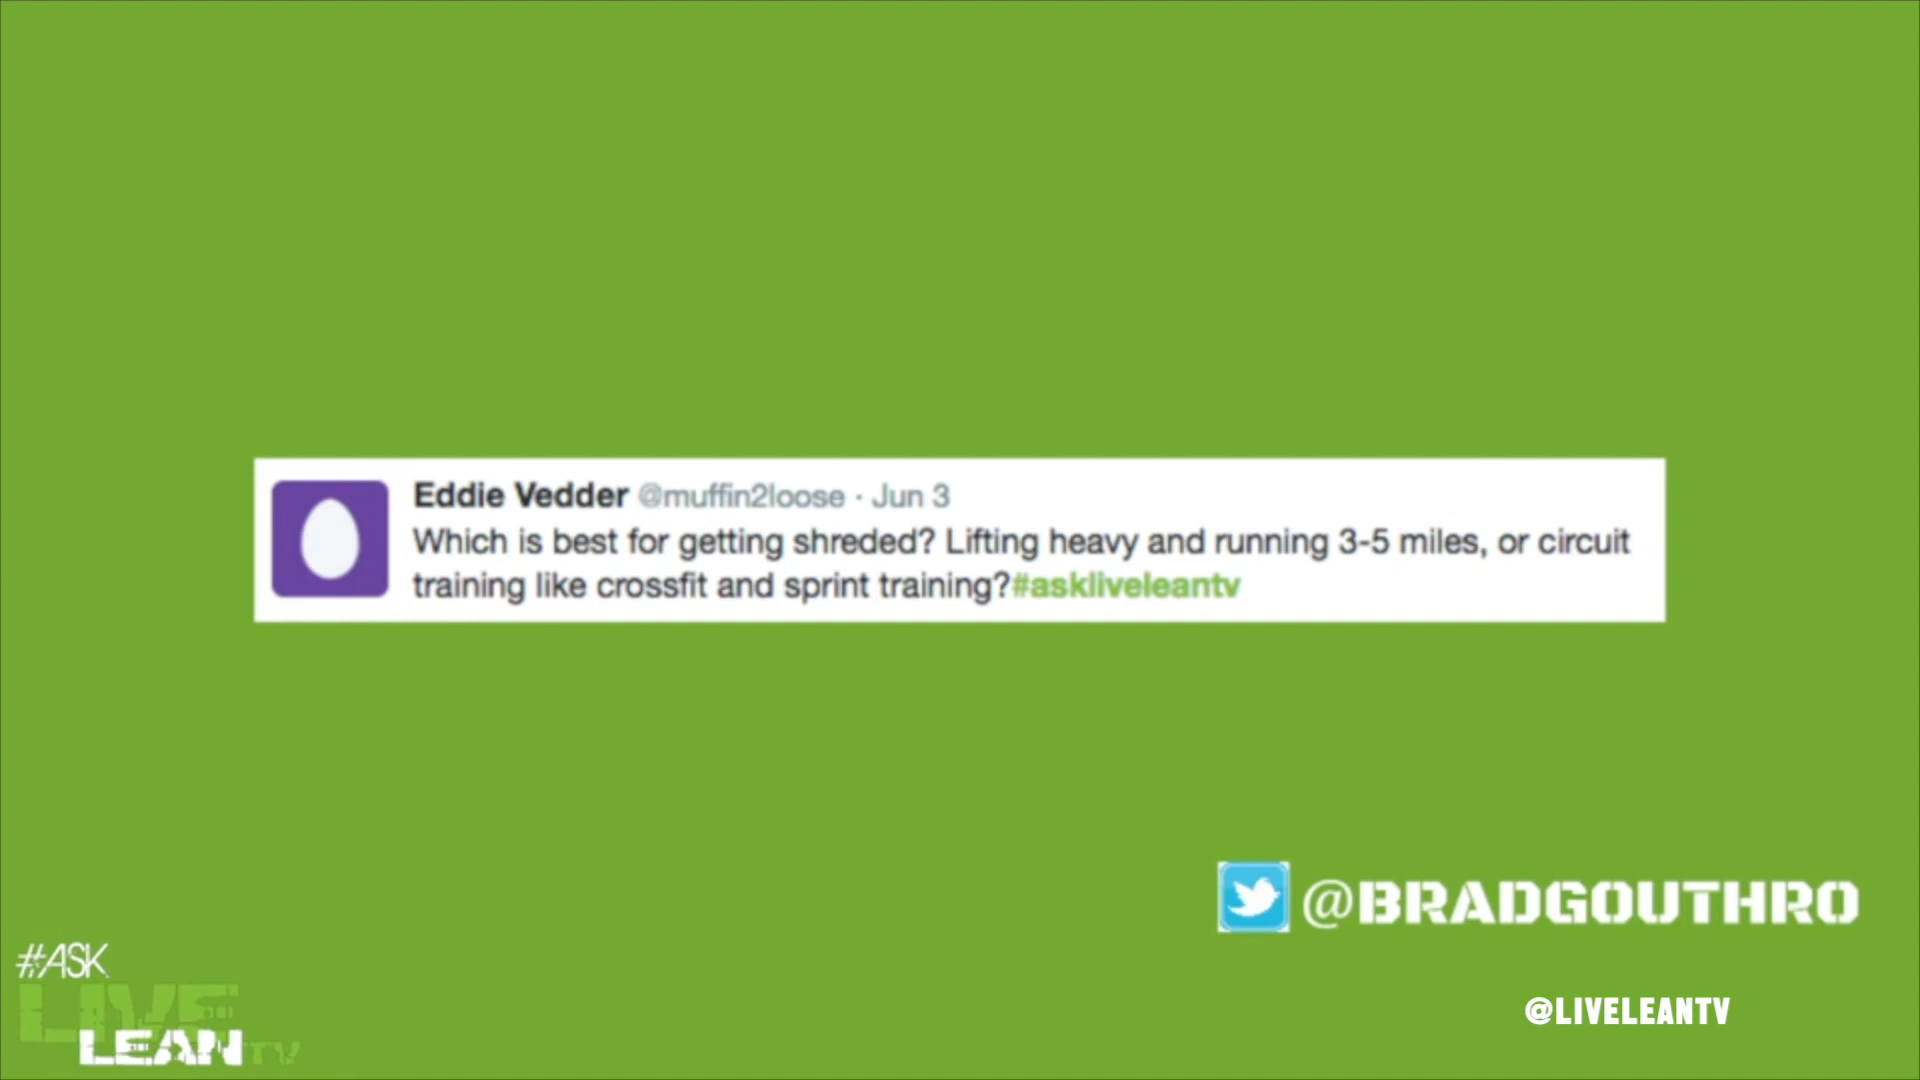 Eddie Vedder @muffin2loose · Jun 3
Which is best for getting shreded? Lifting heavy and running 3-5 miles, or circuit
training like crossfit and sprint training?#askliveleantv
@BRADGOUTHRO
#ASK
LIVE
LEAN TV
@LIVELEANTV